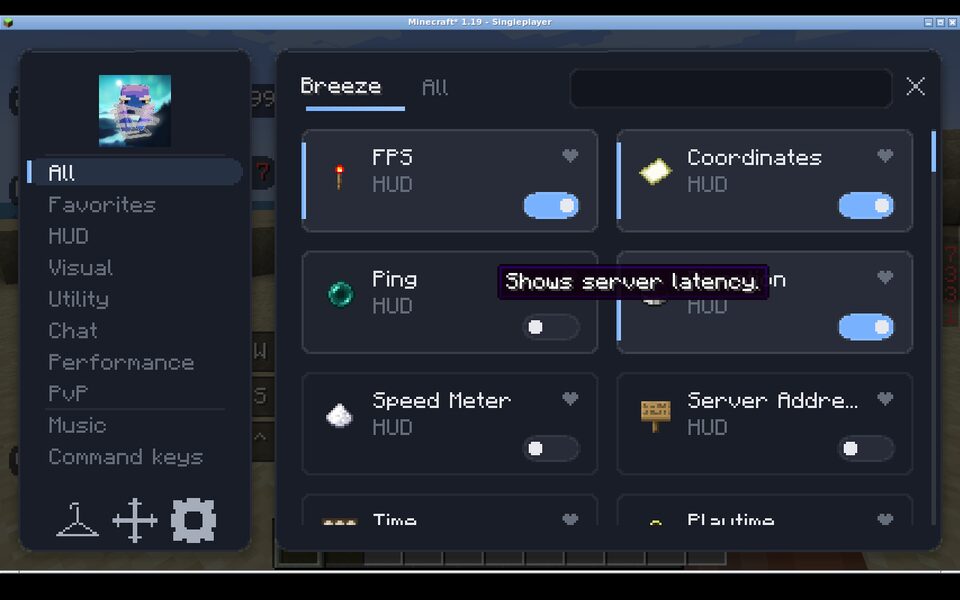 Minecraft* 1.19 - Singleplayer
All
Favorites
HUD
Visual
Utility
Chat
Performance
PvP
Music
Command keys
Breeze All
FPS
HUD
Coordinates
HUD
Ping
HUD
Shows server latency.
HUD
Speed Meter
HUD
Server Addre...
HUD
Time
Playtime
99
?
W
S
^